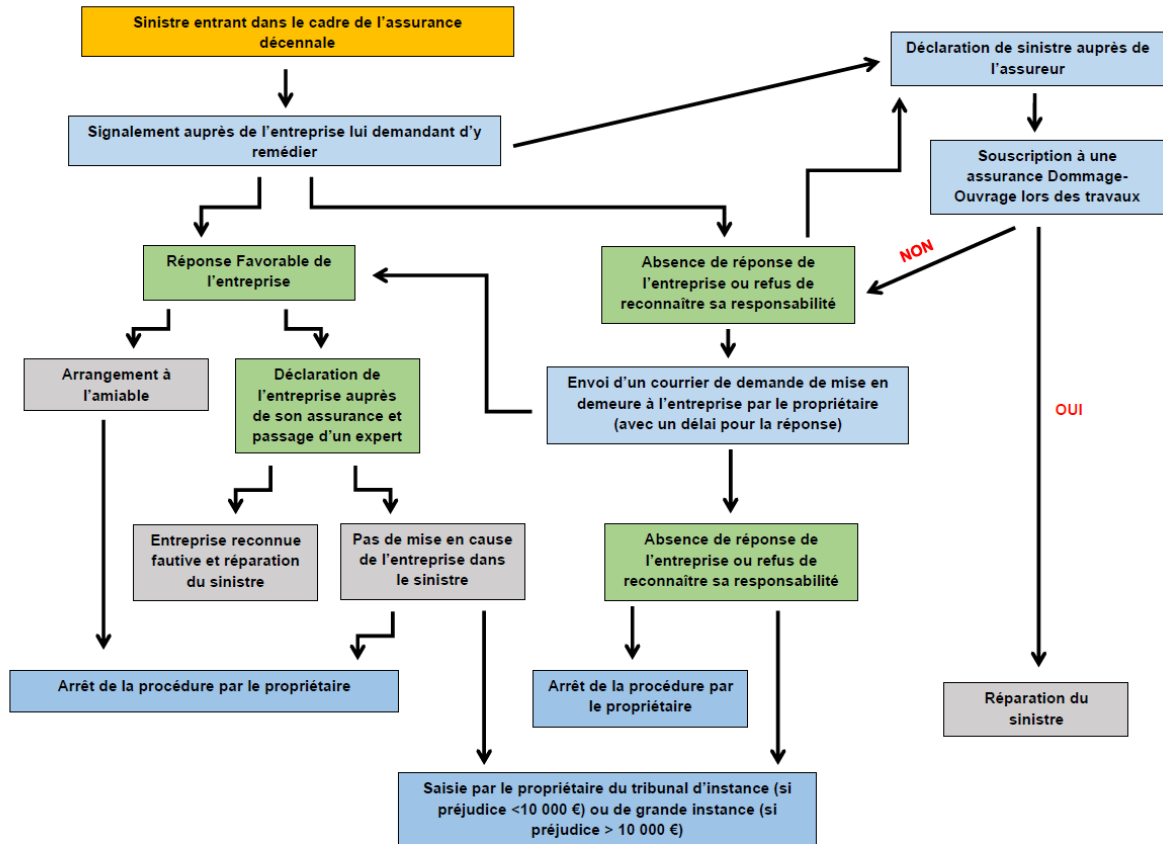 Sinistre entrant dans le cadre de l'assurance
décennale
Déclaration de sinistre auprès de
l'assureur
Signalement auprès de l'entreprise lui demandant d'y
remédier
Souscription à une
assurance Dommage-
Ouvrage lors des travaux
Réponse Favorable de
l'entreprise
Absence de réponse de
l'entreprise ou refus de
reconnaître sa responsabilité
NON
Arrangement à
l'amiable
Déclaration de
l'entreprise auprès
de son assurance et
passage d'un expert
Envoi d'un courrier de demande de mise en
demeure à l'entreprise par le propriétaire
(avec un délai pour la réponse)
OUI
Entreprise reconnue
fautive et réparation
du sinistre
Pas de mise en cause
de l'entreprise dans
le sinistre
Absence de réponse de
l'entreprise ou refus de
reconnaître sa responsabilité
Arrêt de la procédure par le propriétaire
Arrêt de la procédure par
le propriétaire
Réparation du
sinistre
Saisie par le propriétaire du tribunal d'instance (si
préjudice <10 000 €) ou de grande instance (si
préjudice > 10 000 €)